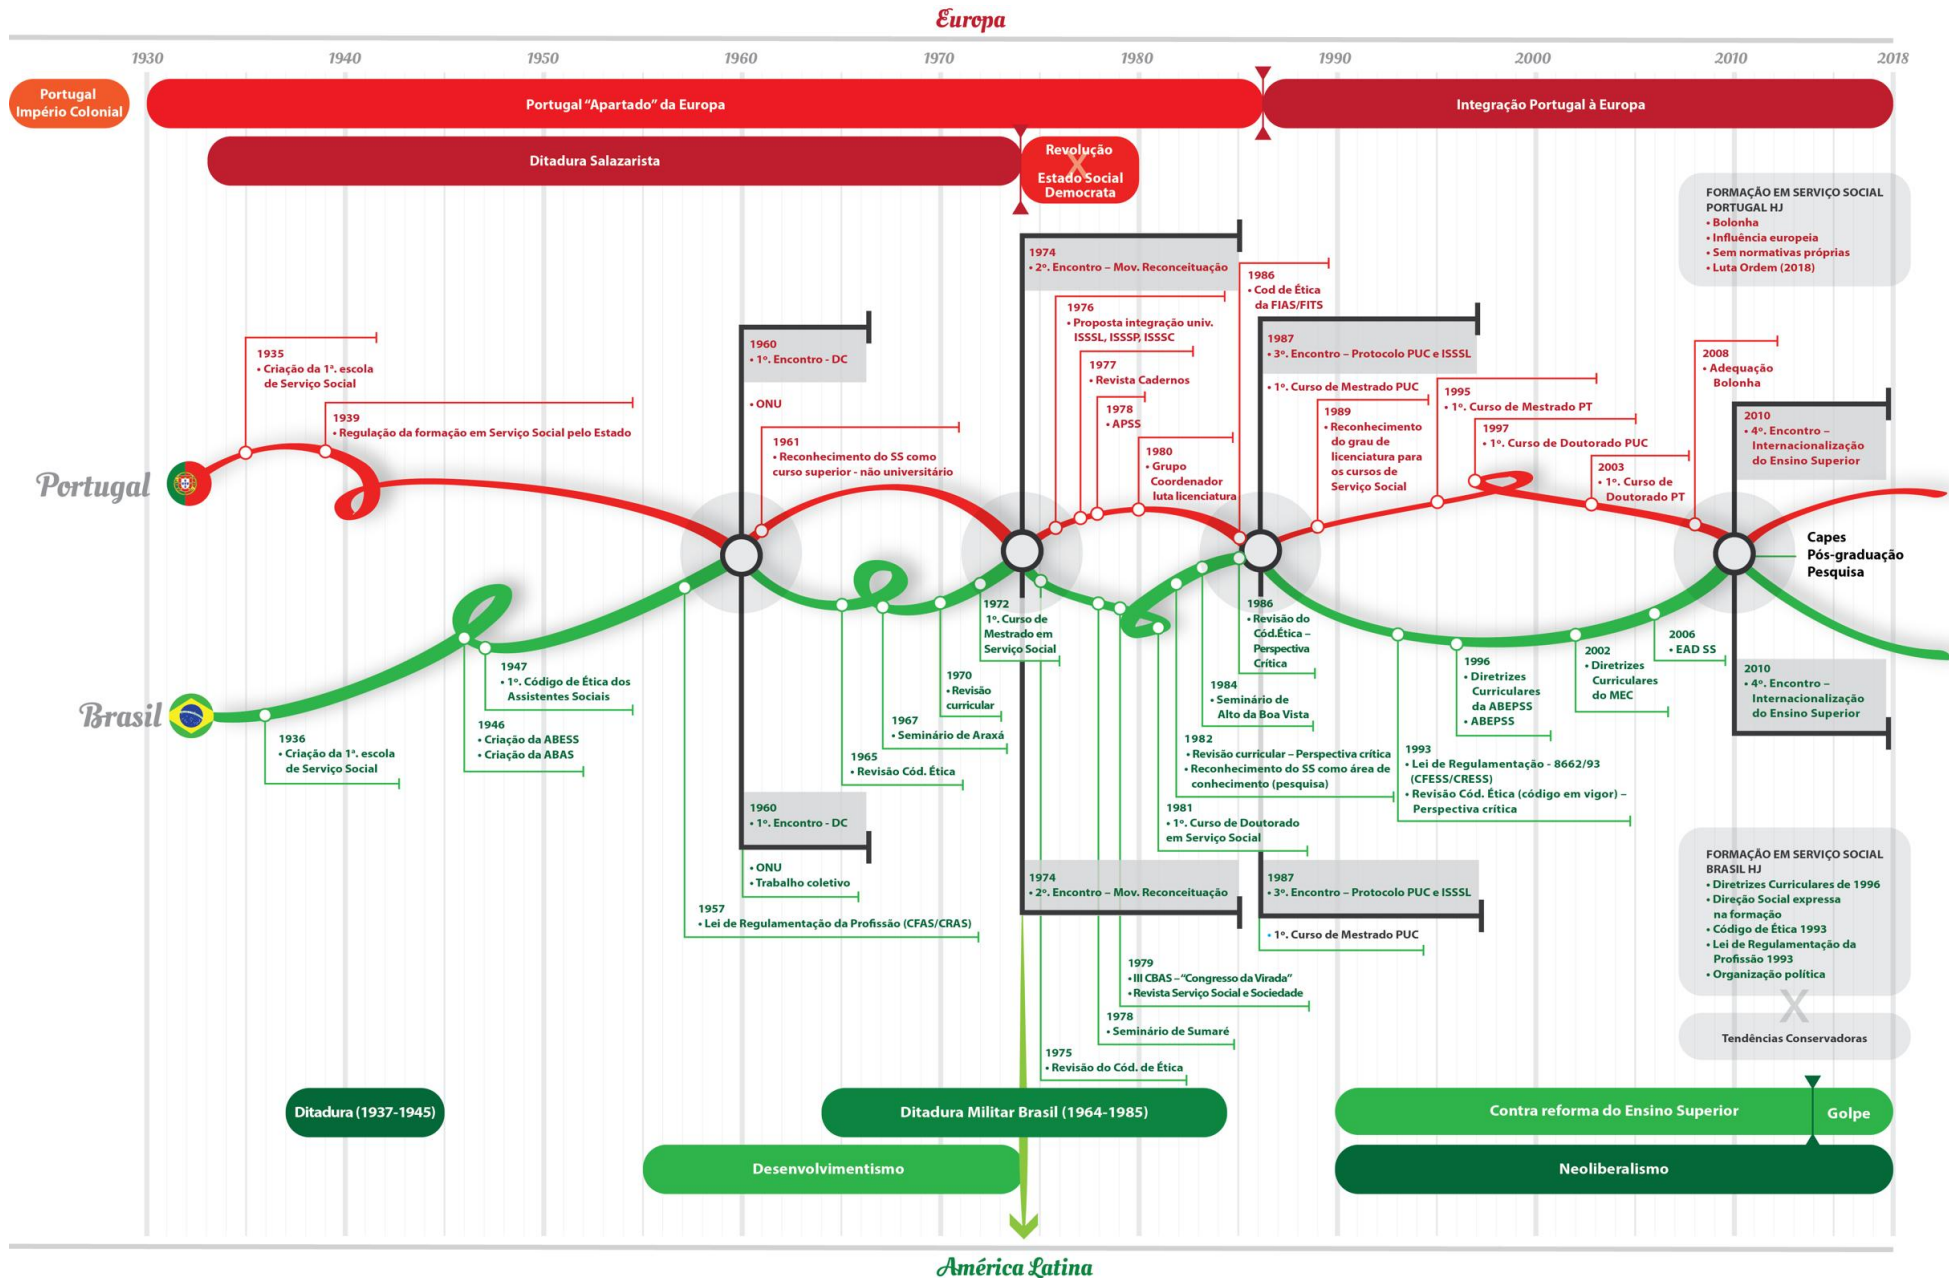 Europa
1930
1940
1950
1960
1970
1980
1990
2000
2010
2018
Portugal
Império Colonial
Portugal “Apartado” da Europa
Integração Portugal à Europa
Ditadura Salazarista
Revolução
X
Estado Social
Democrata
FORMAÇÃO EM SERVIÇO SOCIAL
PORTUGAL HJ
• Bolonha
• Influência europeia
• Sem normativas próprias
• Luta Ordem (2018)
1935
• Criação da 1ª. escola
de Serviço Social
1939
• Regulação da formação em Serviço Social pelo Estado
1960
• 1º. Encontro - DC
• ONU
1961
• Reconhecimento do SS como
curso superior - não universitário
1974
• 2º. Encontro – Mov. Reconceituação
1976
• Proposta integração univ.
ISSSL, ISSSP, ISSSC
1977
• Revista Cadernos
1978
• APSS
1980
• Grupo
Coordenador
luta licenciatura
1986
• Cod de Ética
da FIAS/FITS
1987
• 3º. Encontro – Protocolo PUC e ISSSL
• 1º. Curso de Mestrado PUC
1989
• Reconhecimento
do grau de
licenciatura para
os cursos de
Serviço Social
1995
• 1º. Curso de Mestrado PT
1997
• 1º. Curso de Doutorado PUC
2003
• 1º. Curso de
Doutorado PT
2008
• Adequação
Bolonha
2010
• 4º. Encontro –
Internacionalização
do Ensino Superior
Portugal
Capes
Pós-graduação
Pesquisa
Brasil
1936
• Criação da 1ª. escola
de Serviço Social
1947
• 1º. Código de Ética dos
Assistentes Sociais
1946
• Criação da ABESS
• Criação da ABAS
1960
• 1º. Encontro - DC
• ONU
• Trabalho coletivo
1957
• Lei de Regulamentação da Profissão (CFAS/CRAS)
1972
1º. Curso de
Mestrado em
Serviço Social
1970
• Revisão
curricular
1967
• Seminário de Araxá
1965
• Revisão Cód. Ética
1974
• 2º. Encontro – Mov. Reconceituação
1986
• Revisão do
Cód.Ética –
Perspectiva
Crítica
1984
• Seminário de
Alto da Boa Vista
1982
• Revisão curricular – Perspectiva crítica
• Reconhecimento do SS como área de
conhecimento (pesquisa)
1981
• 1º. Curso de Doutorado
em Serviço Social
1987
• 3º. Encontro – Protocolo PUC e ISSSL
• 1º. Curso de Mestrado PUC
1979
• III CBAS – “Congresso da Virada”
• Revista Serviço Social e Sociedade
1978
• Seminário de Sumaré
1975
• Revisão do Cód. de Ética
1993
• Lei de Regulamentação - 8662/93
(CFESS/CRESS)
• Revisão Cód. Ética (código em vigor) –
Perspectiva crítica
1996
• Diretrizes
Curriculares
da ABEPSS
• ABEPSS
2002
• Diretrizes
Curriculares
do MEC
2006
• EAD SS
2010
• 4º. Encontro –
Internacionalização
do Ensino Superior
FORMAÇÃO EM SERVIÇO SOCIAL
BRASIL HJ
• Diretrizes Curriculares de 1996
• Direção Social expressa
na formação
• Código de Ética 1993
• Lei de Regulamentação da
Profissão 1993
• Organização política
X
Tendências Conservadoras
Ditadura (1937-1945)
Ditadura Militar Brasil (1964-1985)
Contra reforma do Ensino Superior
Golpe
Desenvolvimentismo
Neoliberalismo
América Latina